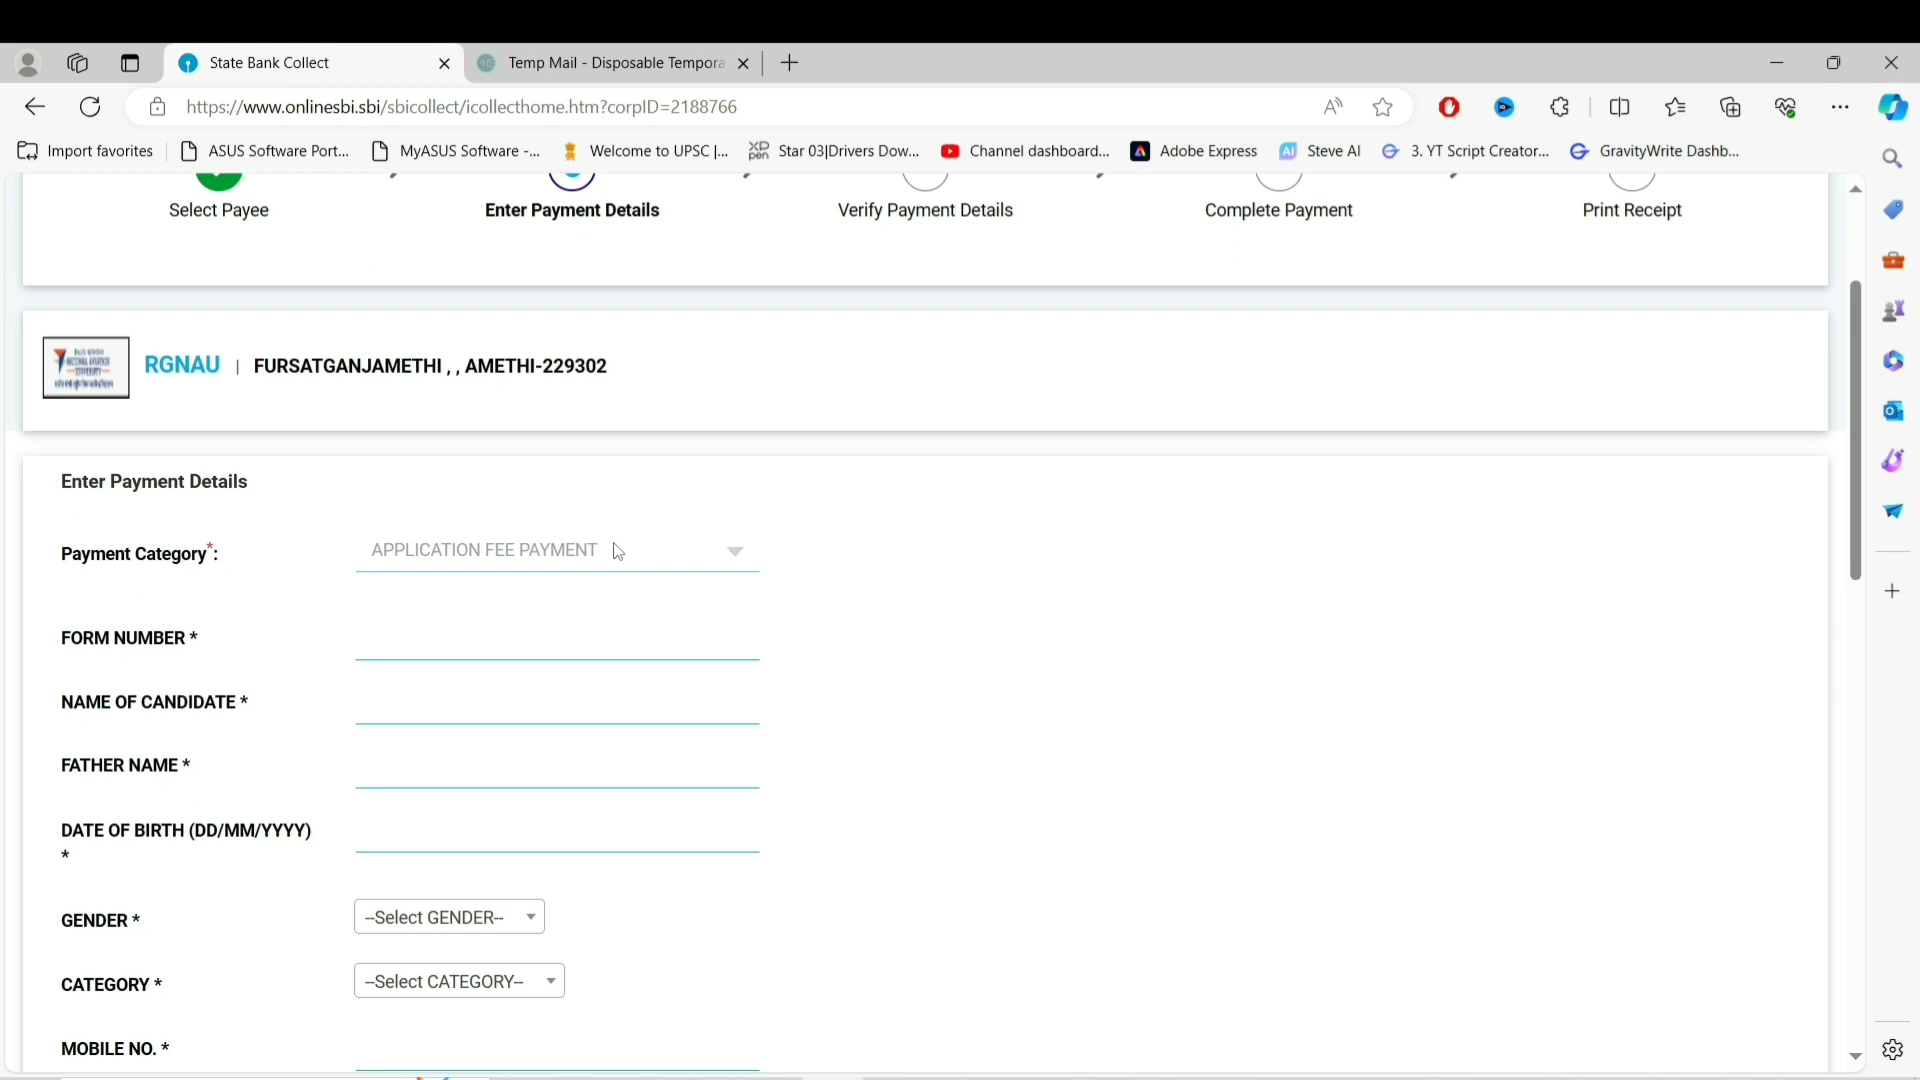 State Bank Collect
Temp Mail - Disposable Tempora
https://www.onlinesbi.sbi/sbicollect/icollecthome.htm?corpID=2188766
Import favorites
ASUS Software Port...
MyASUS Software -...
Welcome to UPSC |...
XP PEN
Star 03|Drivers Dow...
Channel dashboard...
Adobe Express
AI
Steve AI
3. YT Script Creator...
GravityWrite Dashb...
Select Payee
Enter Payment Details
Verify Payment Details
Complete Payment
Print Receipt
RGNAU | FURSATGANJAMETHI , , AMETHI-229302
Enter Payment Details
Payment Category*:
APPLICATION FEE PAYMENT
FORM NUMBER *
NAME OF CANDIDATE *
FATHER NAME *
DATE OF BIRTH (DD/MM/YYYY)
*
GENDER *
--Select GENDER--
CATEGORY *
--Select CATEGORY--
MOBILE NO. *